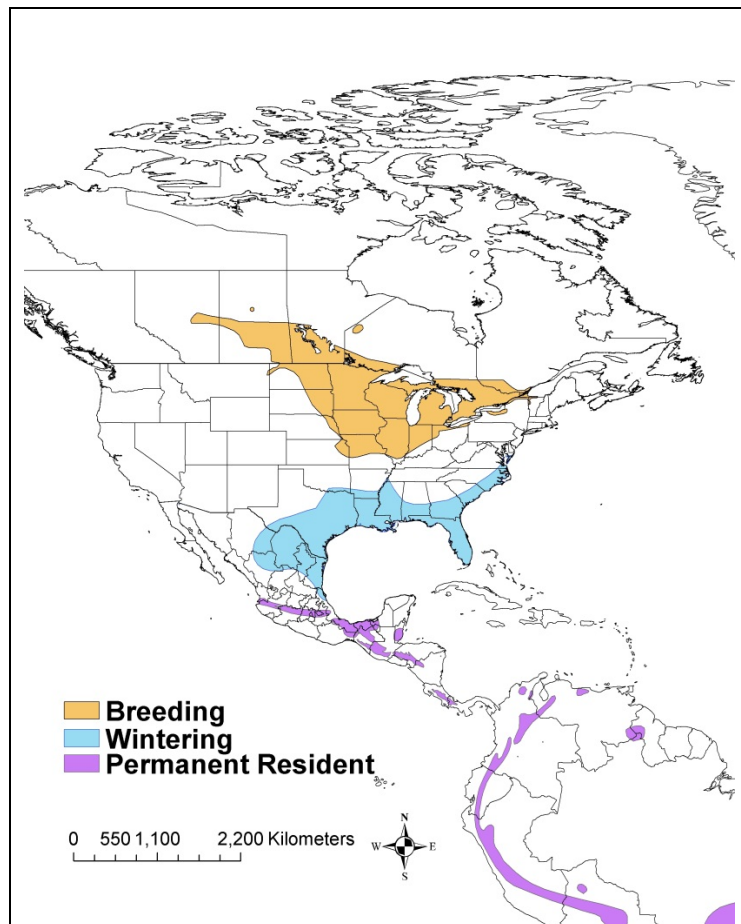 Breeding
Wintering
Permanent Resident
0 550 1,100 2,200 Kilometers
N
W E
S